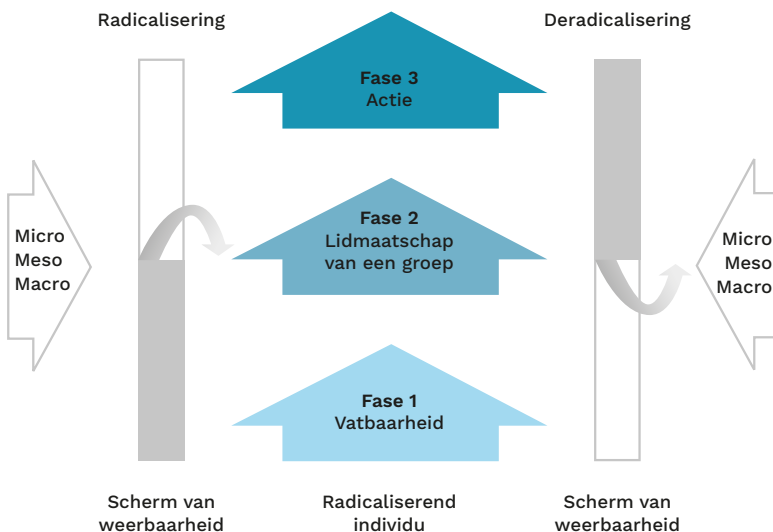 Radicalisering
Deradicalisering
Fase 3
Actie
Micro
Meso
Macro
Fase 2
Lidmaatschap
van een groep
Micro
Meso
Macro
Fase 1
Vatbaarheid
Scherm van
weerbaarheid
Radicaliserend
individu
Scherm van
weerbaarheid